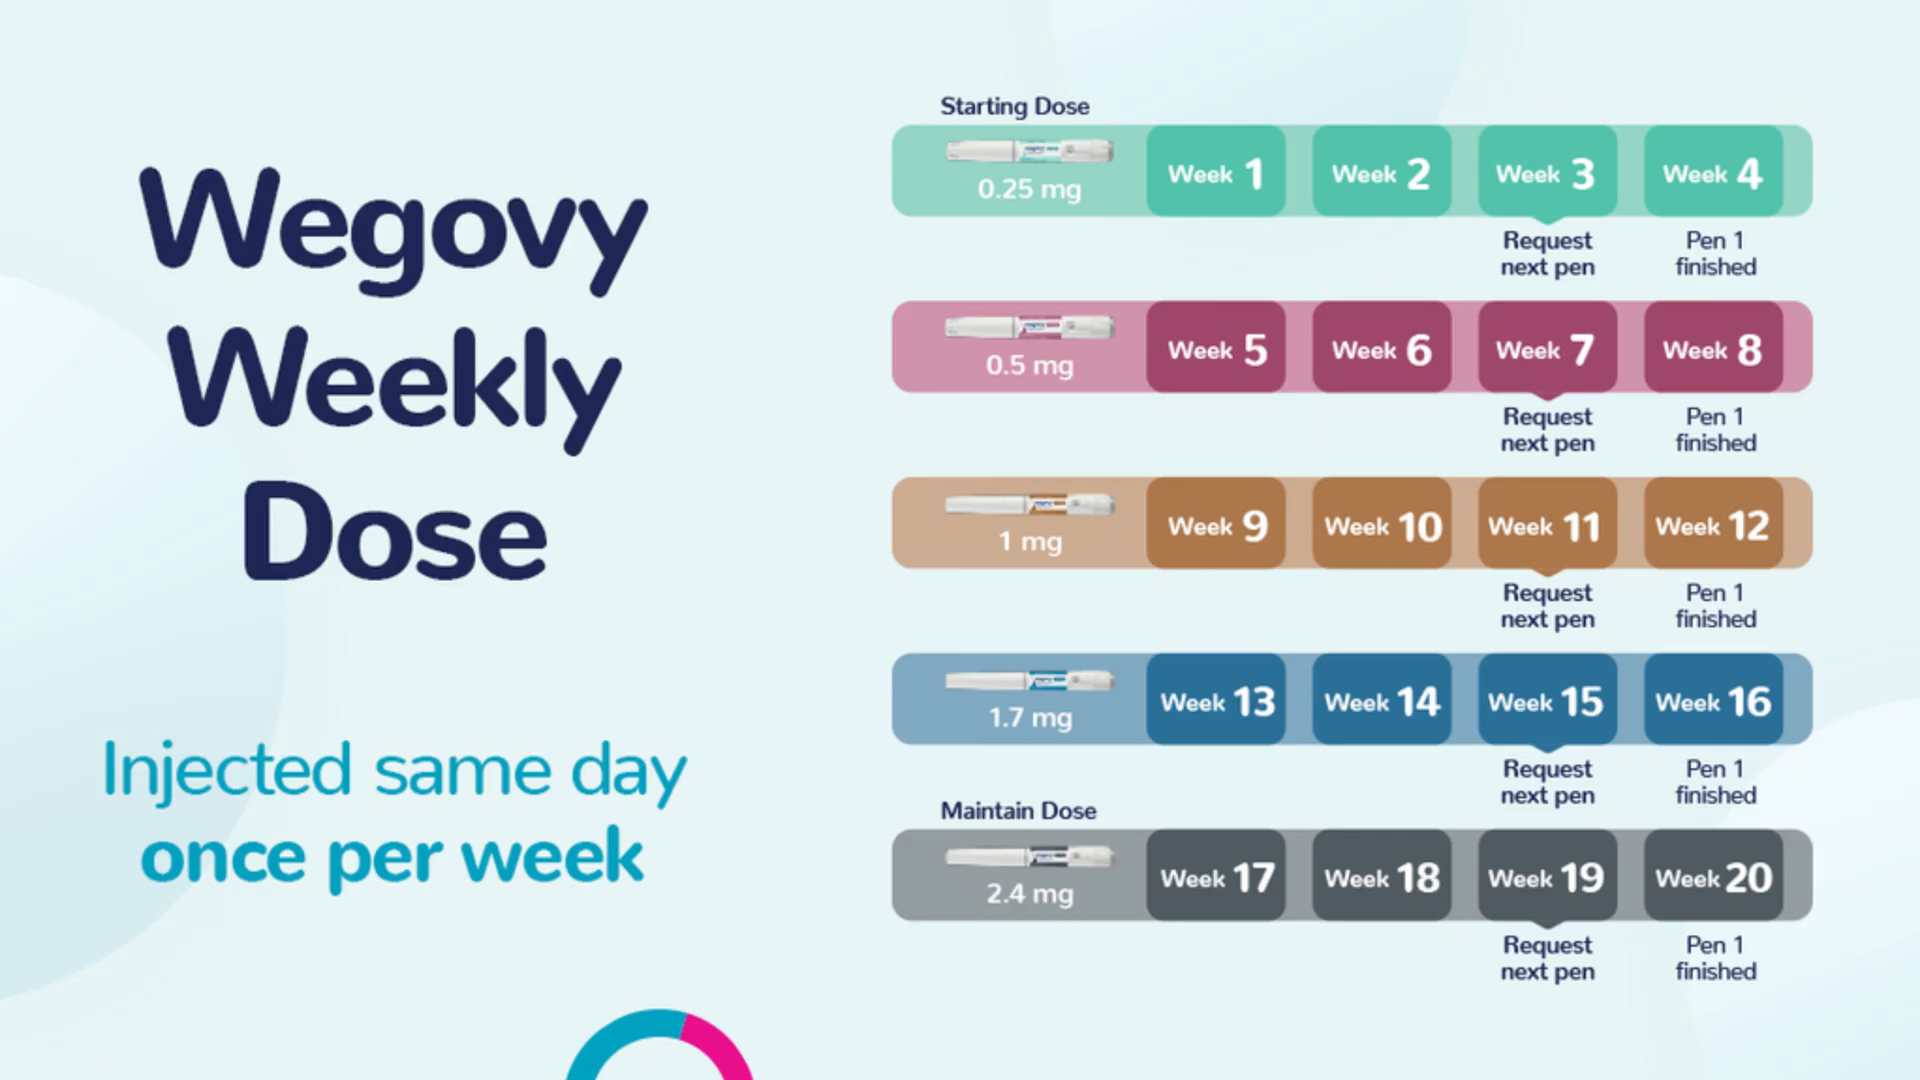 Wegovy
Weekly
Dose
Injected same day
once per week
Starting Dose
0.25 mg
Week 1
Week 2
Week 3
Week 4
Request
next pen
Pen 1
finished
0.5 mg
Week 5
Week 6
Week 7
Week 8
Request
next pen
Pen 1
finished
1 mg
Week 9
Week 10
Week 11
Week 12
Request
next pen
Pen 1
finished
1.7 mg
Week 13
Week 14
Week 15
Week 16
Request
next pen
Pen 1
finished
Maintain Dose
2.4 mg
Week 17
Week 18
Week 19
Week 20
Request
next pen
Pen 1
finished